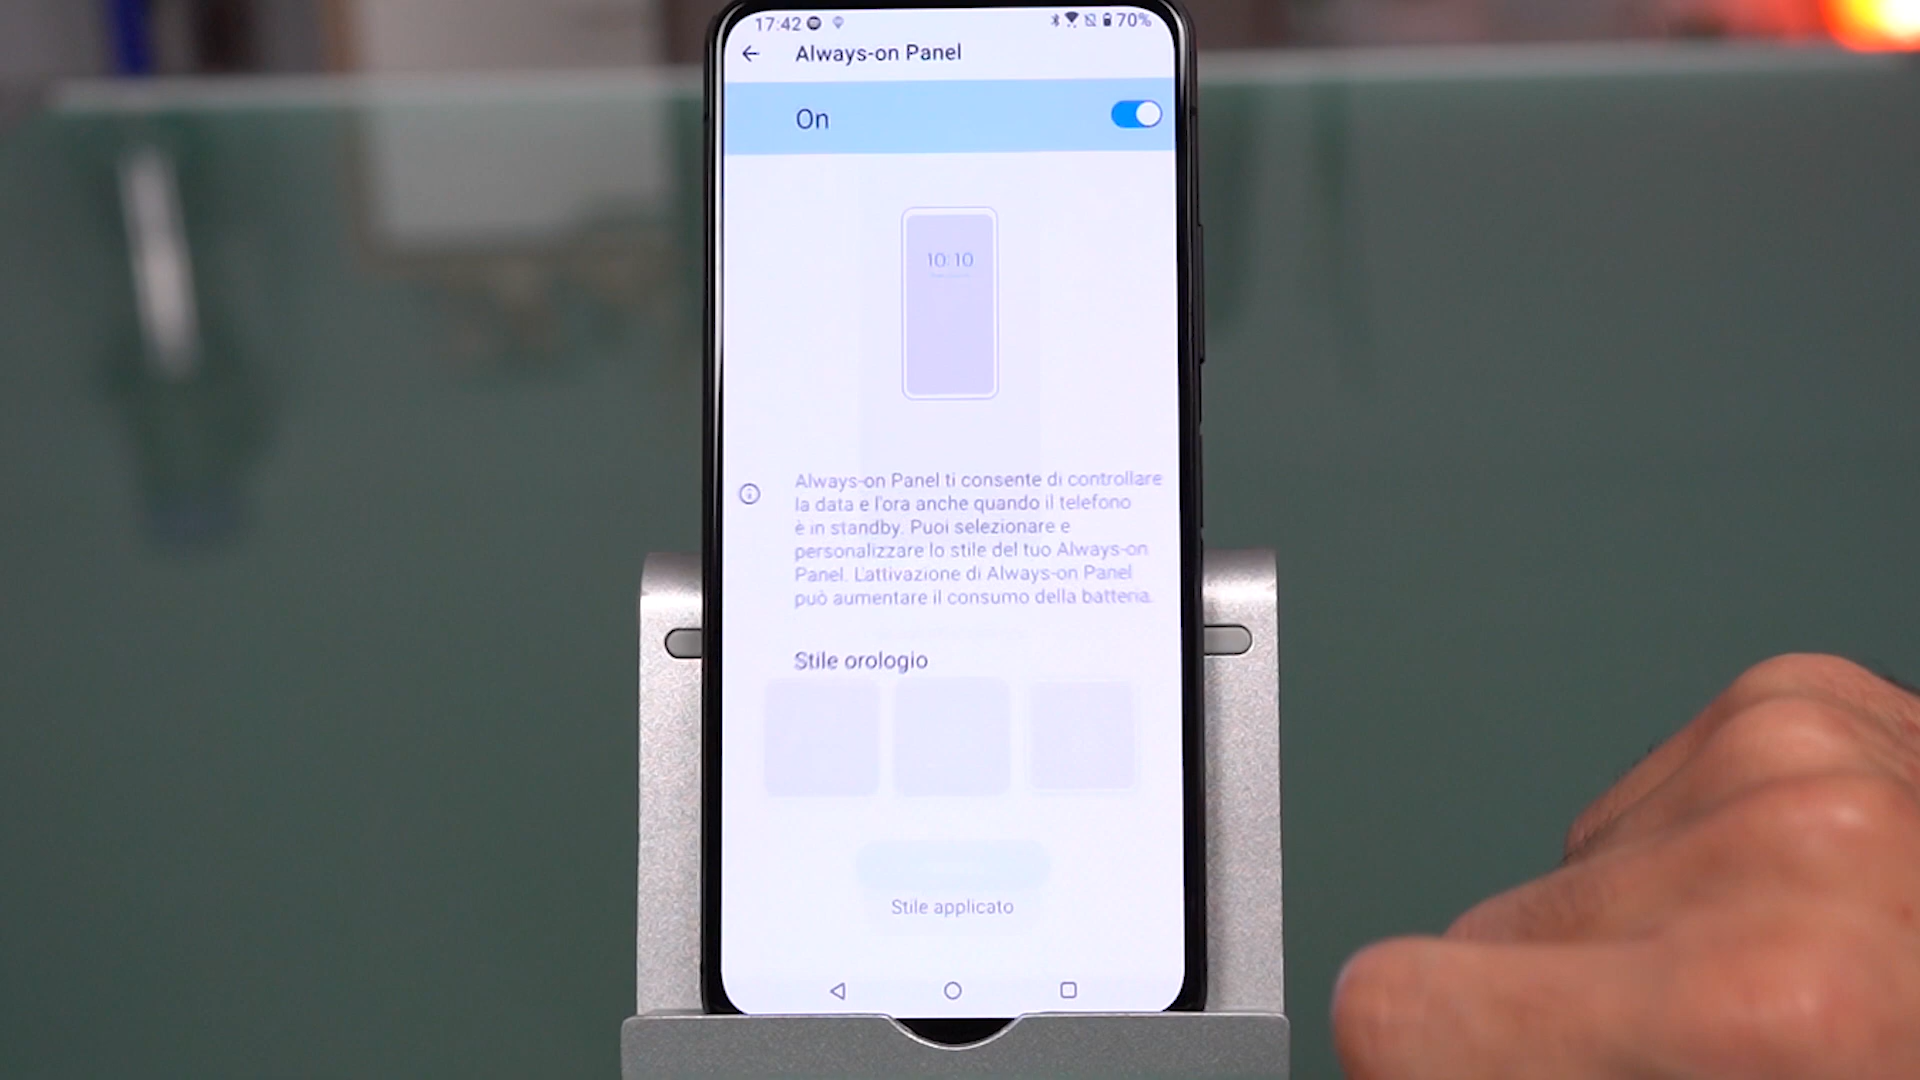 17:42 70%
Always-on Panel
On
10:10
Always-on Panel ti consente di controllare
la data e l'ora anche quando il telefono
è in standby. Puoi selezionare e
personalizzare lo stile del tuo Always-on
Panel. L'attivazione di Always-on Panel
può aumentare il consumo della batteria.
Stile orologio
Stile applicato